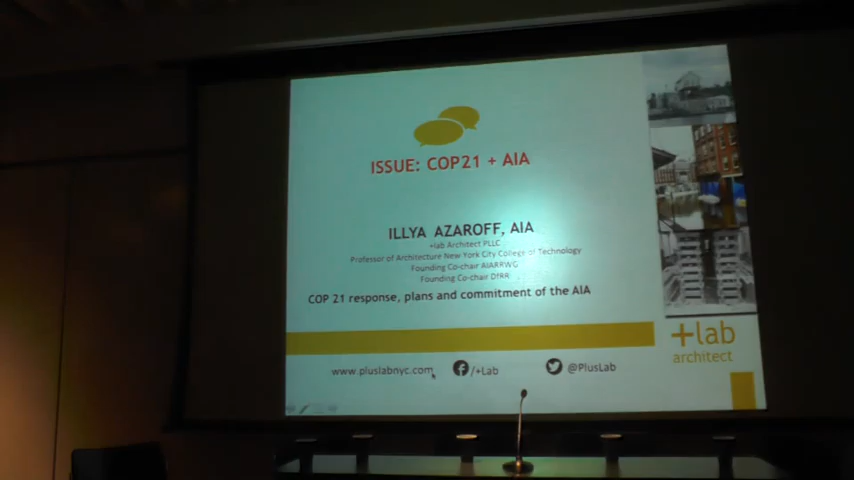 ISSUE: COP21 + AIA
ILLYA AZAROFF, AIA
+lab Architect PLLC
Professor of Architecture New York City College of Technology
Founding Co-chair AIARRWG
Founding Co-chair DfRR
COP 21 response, plans and commitment of the AIA
+lab
architect
www.pluslabnyc.com
/+Lab
@PlusLab